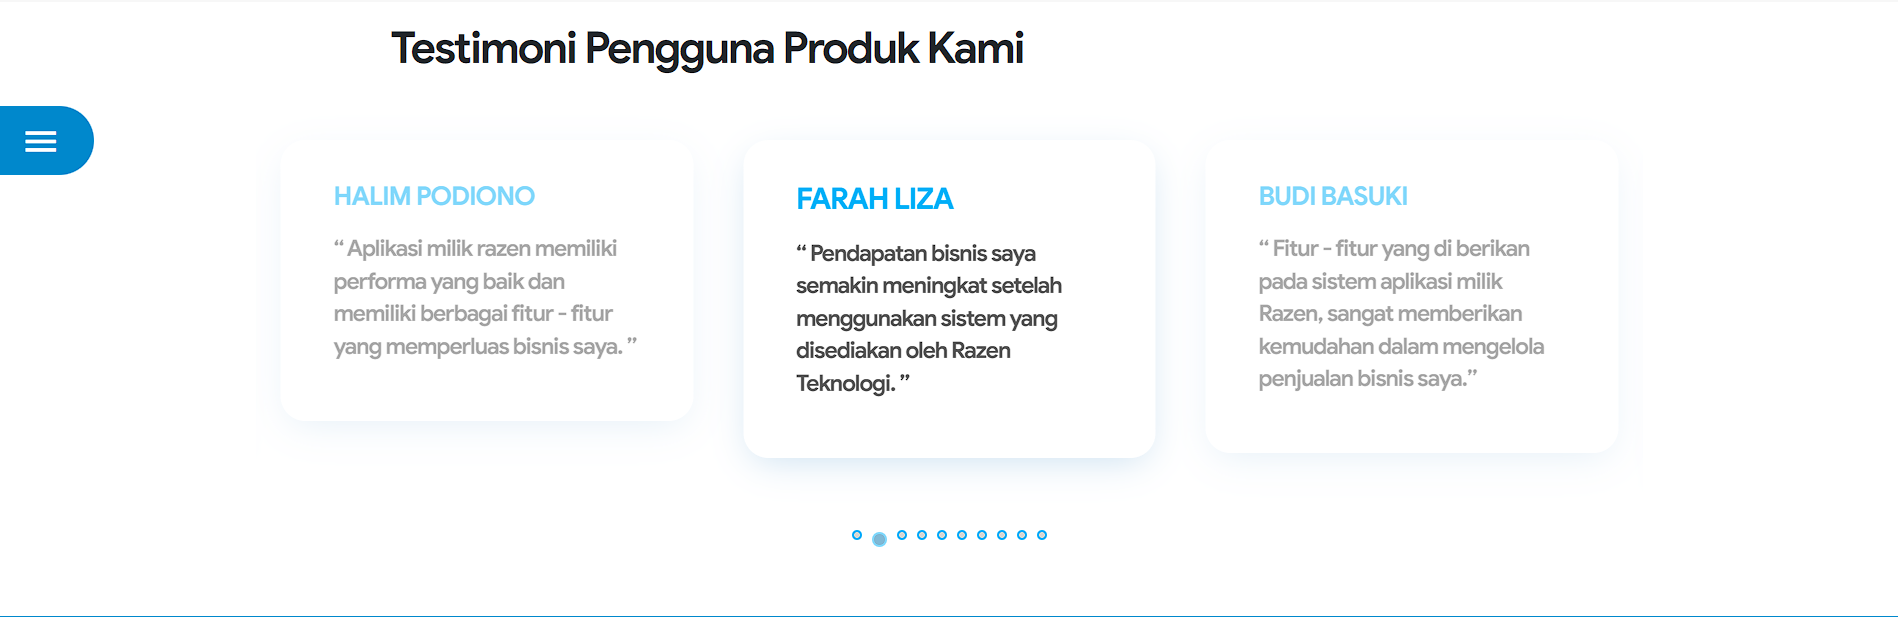 Testimoni Pengguna Produk Kami
HALIM PODIONO
“ Aplikasi milik razen memiliki
performa yang baik dan
memiliki berbagai fitur - fitur
yang memperluas bisnis saya. ”
FARAH LIZA
“ Pendapatan bisnis saya
semakin meningkat setelah
menggunakan sistem yang
disediakan oleh Razen
Teknologi. ”
BUDI BASUKI
“ Fitur - fitur yang di berikan
pada sistem aplikasi milik
Razen, sangat memberikan
kemudahan dalam mengelola
penjualan bisnis saya.”